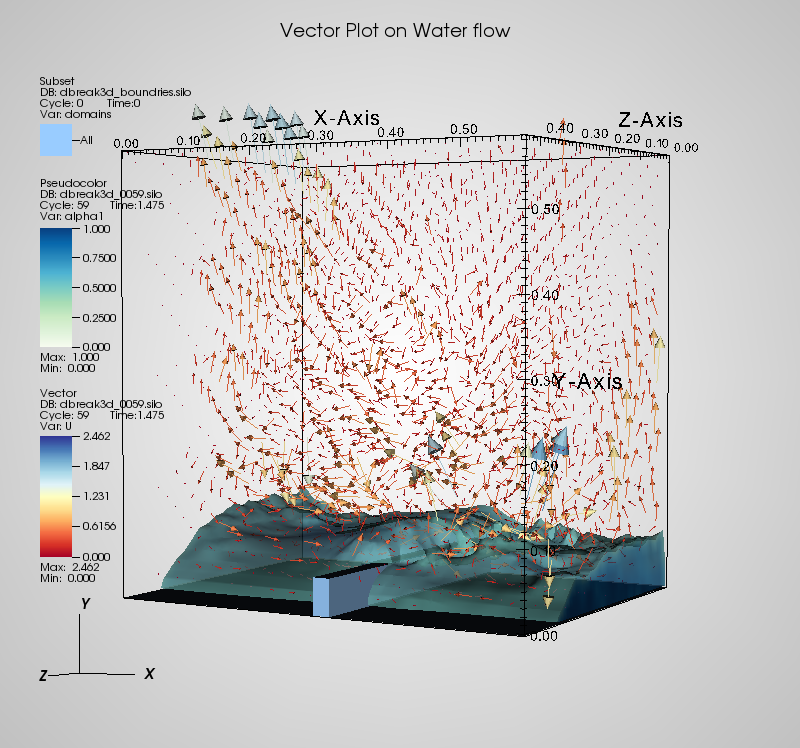 Vector Plot on Water flow
Subset
DB: dbreak3d_boundries.silo
Cycle: 0 Time:0
Var: domains
All
Pseudocolor
DB: dbreak3d_0059.silo
Cycle: 59 Time:1.475
Var: alpha1
1.000
0.7500
0.5000
0.2500
0.000
Max: 1.000
Min: 0.000
Vector
DB: dbreak3d_0059.silo
Cycle: 59 Time:1.475
Var: U
2.462
1.847
1.231
0.6156
0.000
Max: 2.462
Min: 0.000
X-Axis
0.00 0.10 0.20 0.30 0.40 0.50
Z-Axis
0.40 0.30 0.20 0.10 0.00
0.50
0.40
0.30 Y-Axis
0.20
0.10
0.00
Y
Z X